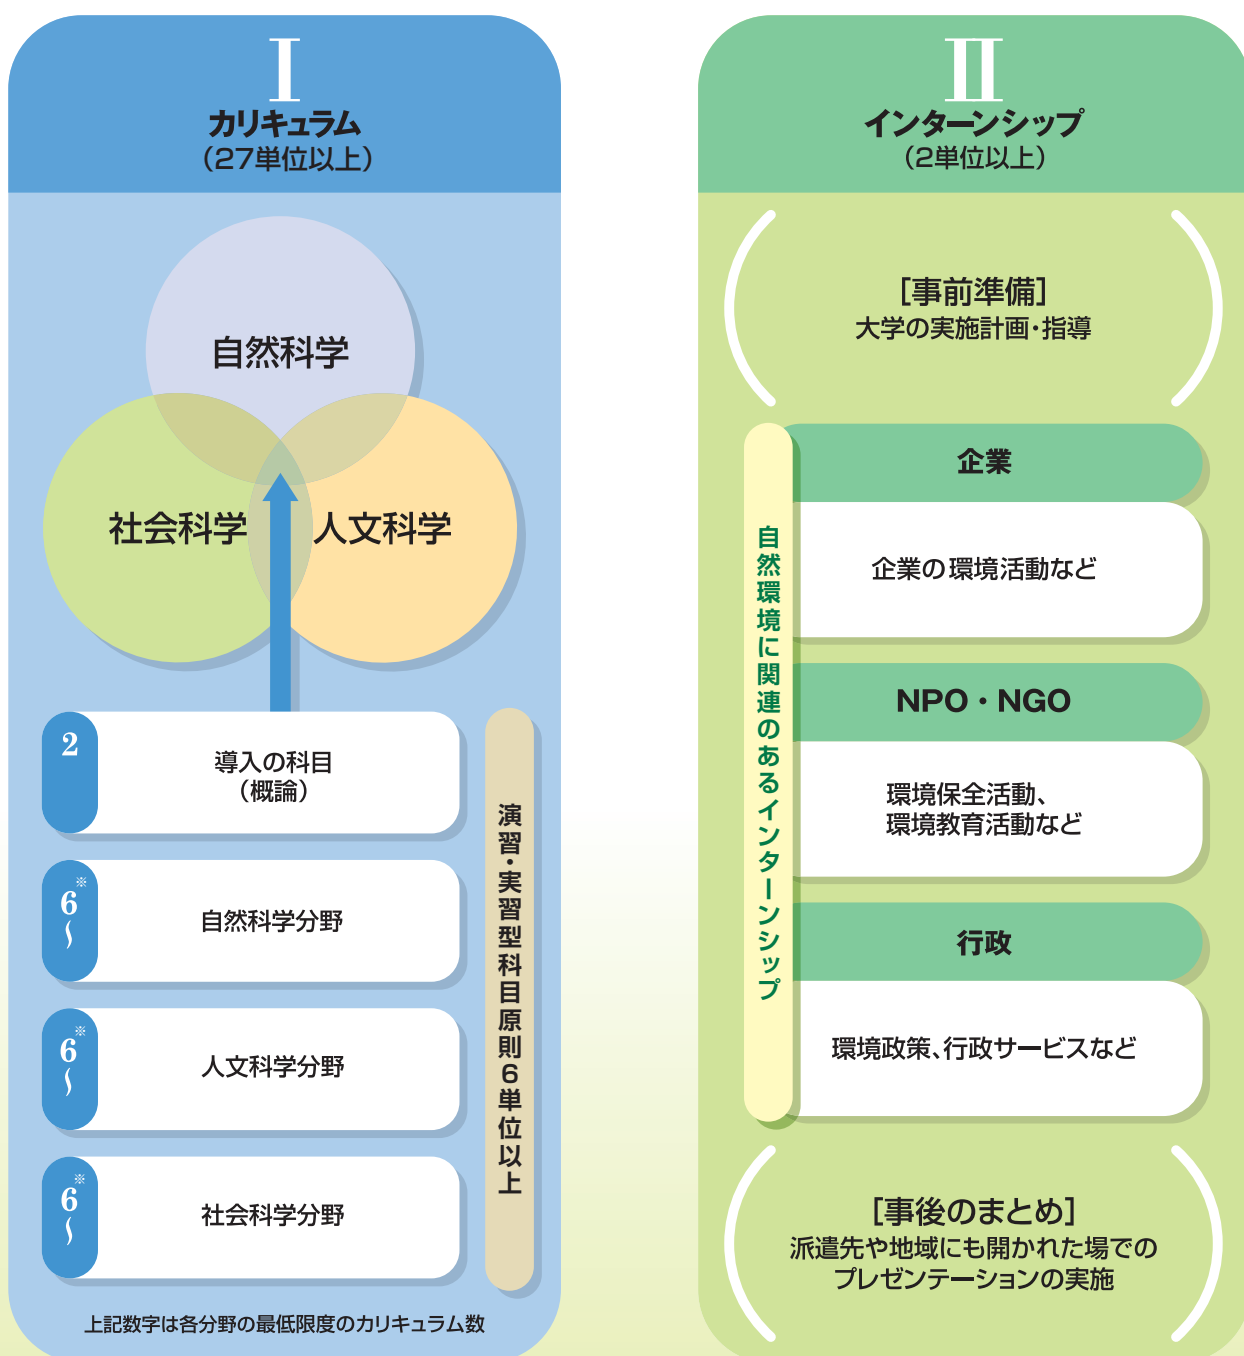 I
カリキュラム
（27単位以上）
自然科学
社会科学
人文科学
2
導入の科目
（概論）
6※〜
自然科学分野
6※〜
人文科学分野
6※〜
社会科学分野
演習・実習型科目原則6単位以上
上記数字は各分野の最低限度のカリキュラム数
II
インターンシップ
（2単位以上）
［事前準備］
大学の実施計画・指導
自然環境に関連のあるインターンシップ
企業
企業の環境活動など
NPO・NGO
環境保全活動、
環境教育活動など
行政
環境政策、行政サービスなど
［事後のまとめ］
派遣先や地域にも開かれた場での
プレゼンテーションの実施